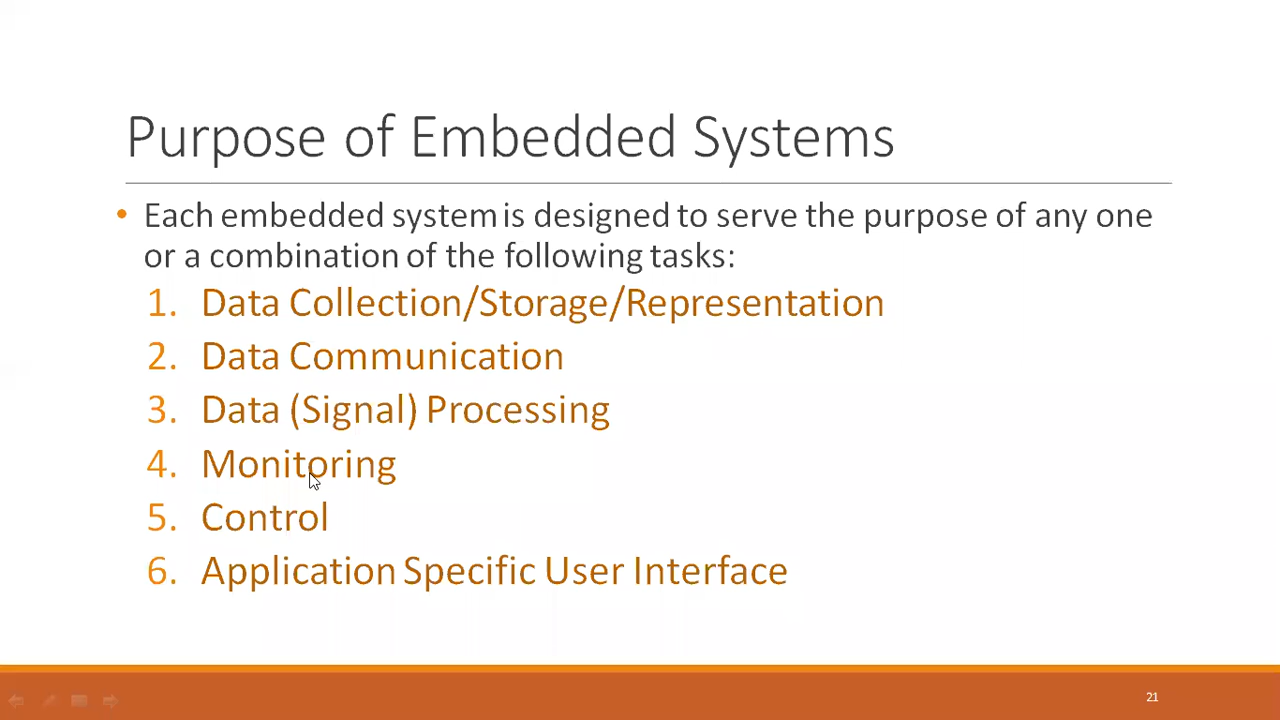 Purpose of Embedded Systems
• Each embedded system is designed to serve the purpose of any one
or a combination of the following tasks:
1. Data Collection/Storage/Representation
2. Data Communication
3. Data (Signal) Processing
4. Monitoring
5. Control
6. Application Specific User Interface
21